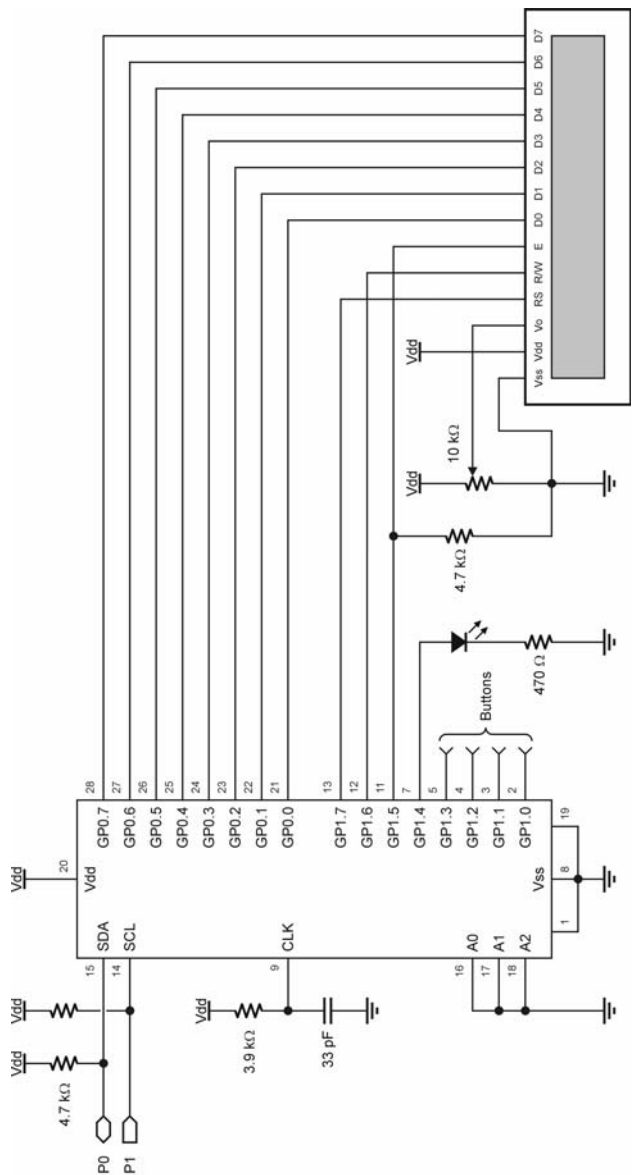 P0
P1
4.7 kΩ
Vdd
Vdd
Vdd
3.9 kΩ
33 pF
15
14
9
16
17
18
SDA
SCL
CLK
A0
A1
A2
Vdd
20
Vdd
Vss
1
8
19
GP0.7
GP0.6
GP0.5
GP0.4
GP0.3
GP0.2
GP0.1
GP0.0
GP1.7
GP1.6
GP1.5
GP1.4
GP1.3
GP1.2
GP1.1
GP1.0
28
27
26
25
24
23
22
21
13
12
11
7
5
4
3
2
Buttons
470 Ω
4.7 kΩ
Vdd
10 kΩ
Vdd
D7
D6
D5
D4
D3
D2
D1
D0
E
R/W
RS
Vo
Vdd
Vss